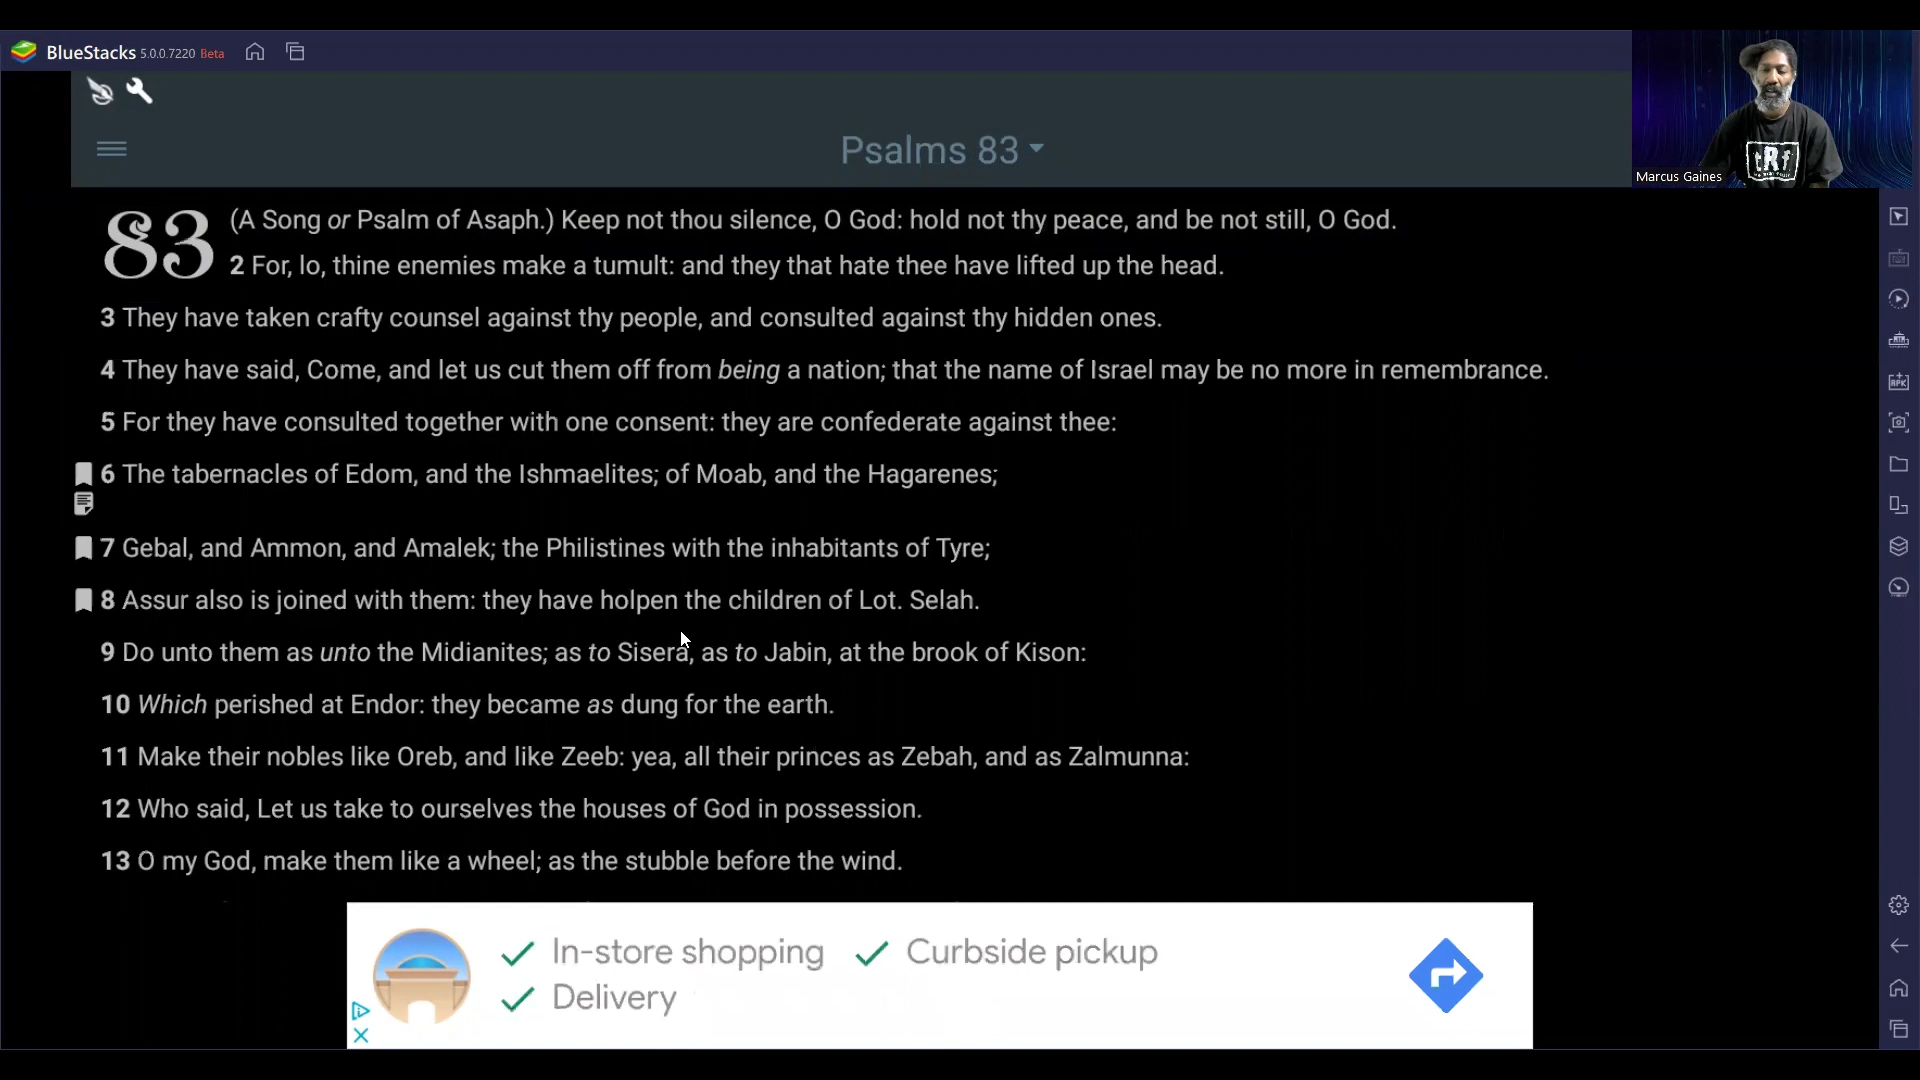 BlueStacks 5.0.0.7220 Beta
Psalms 83
Marcus Gaines
tRf
83 (A Song or Psalm of Asaph.) Keep not thou silence, O God: hold not thy peace, and be not still, O God.
2 For, lo, thine enemies make a tumult: and they that hate thee have lifted up the head.
3 They have taken crafty counsel against thy people, and consulted against thy hidden ones.
4 They have said, Come, and let us cut them off from being a nation; that the name of Israel may be no more in remembrance.
5 For they have consulted together with one consent: they are confederate against thee:
6 The tabernacles of Edom, and the Ishmaelites; of Moab, and the Hagarenes;
7 Gebal, and Ammon, and Amalek; the Philistines with the inhabitants of Tyre;
8 Assur also is joined with them: they have holpen the children of Lot. Selah.
9 Do unto them as unto the Midianites; as to Sisera, as to Jabin, at the brook of Kison:
10 Which perished at Endor: they became as dung for the earth.
11 Make their nobles like Oreb, and like Zeeb: yea, all their princes as Zebah, and as Zalmunna:
12 Who said, Let us take to ourselves the houses of God in possession.
13 O my God, make them like a wheel; as the stubble before the wind.
In-store shopping Curbside pickup
Delivery